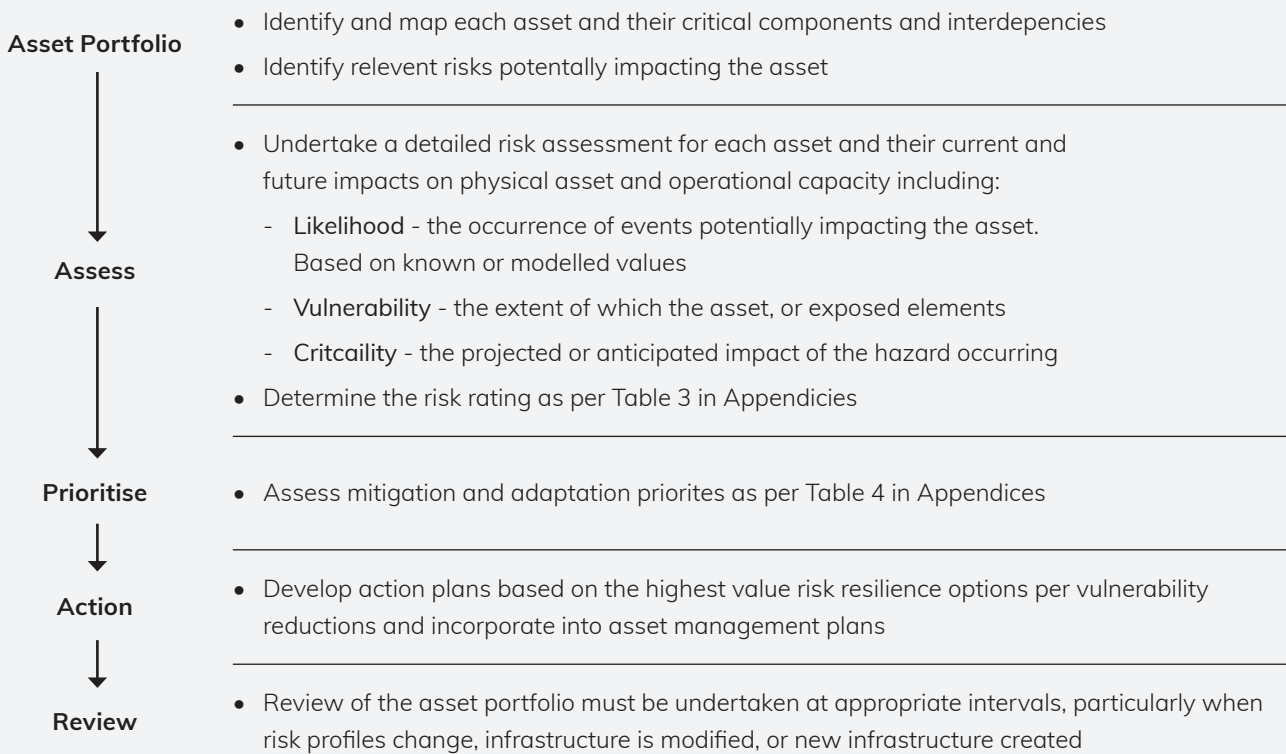 Asset Portfolio
• Identify and map each asset and their critical components and interdepencies
• Identify relevent risks potentally impacting the asset
Assess
• Undertake a detailed risk assessment for each asset and their current and
future impacts on physical asset and operational capacity including:
- Likelihood - the occurrence of events potentially impacting the asset.
Based on known or modelled values
- Vulnerability - the extent of which the asset, or exposed elements
- Critcaility - the projected or anticipated impact of the hazard occurring
• Determine the risk rating as per Table 3 in Appendicies
Prioritise
• Assess mitigation and adaptation priorites as per Table 4 in Appendices
Action
• Develop action plans based on the highest value risk resilience options per vulnerability
reductions and incorporate into asset management plans
Review
• Review of the asset portfolio must be undertaken at appropriate intervals, particularly when
risk profiles change, infrastructure is modified, or new infrastructure created